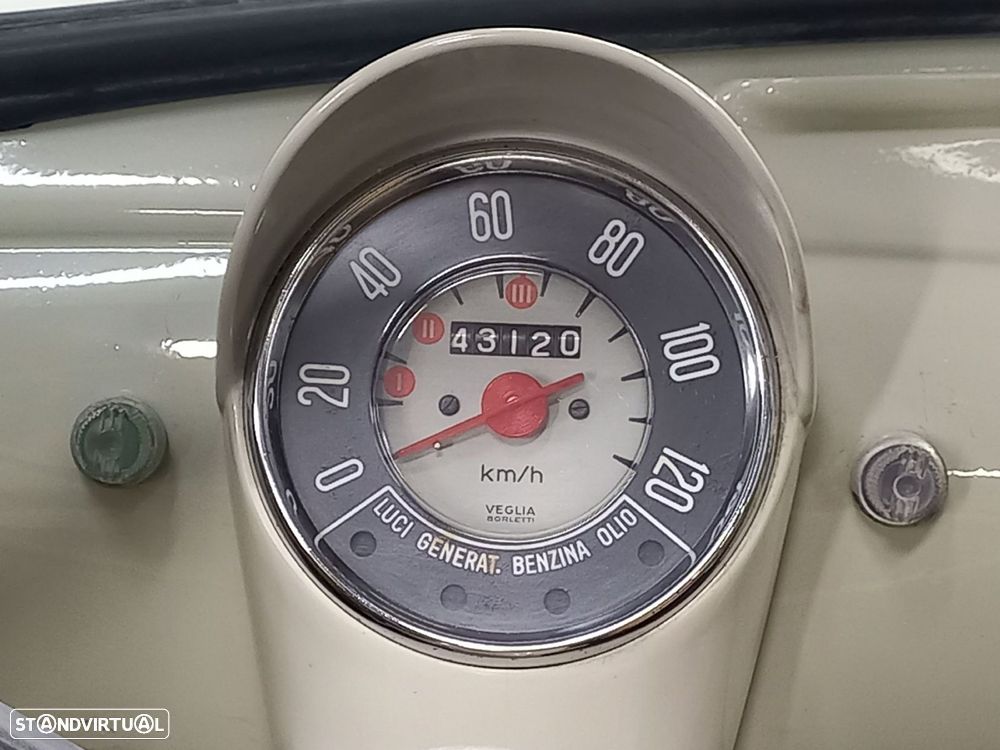 0
20
40
60
80
100
120
I
II
III
43120
km/h
VEGLIA
BORLETTI
LUCI GENERAT. BENZINA OLIO
STANDVIRTUAL